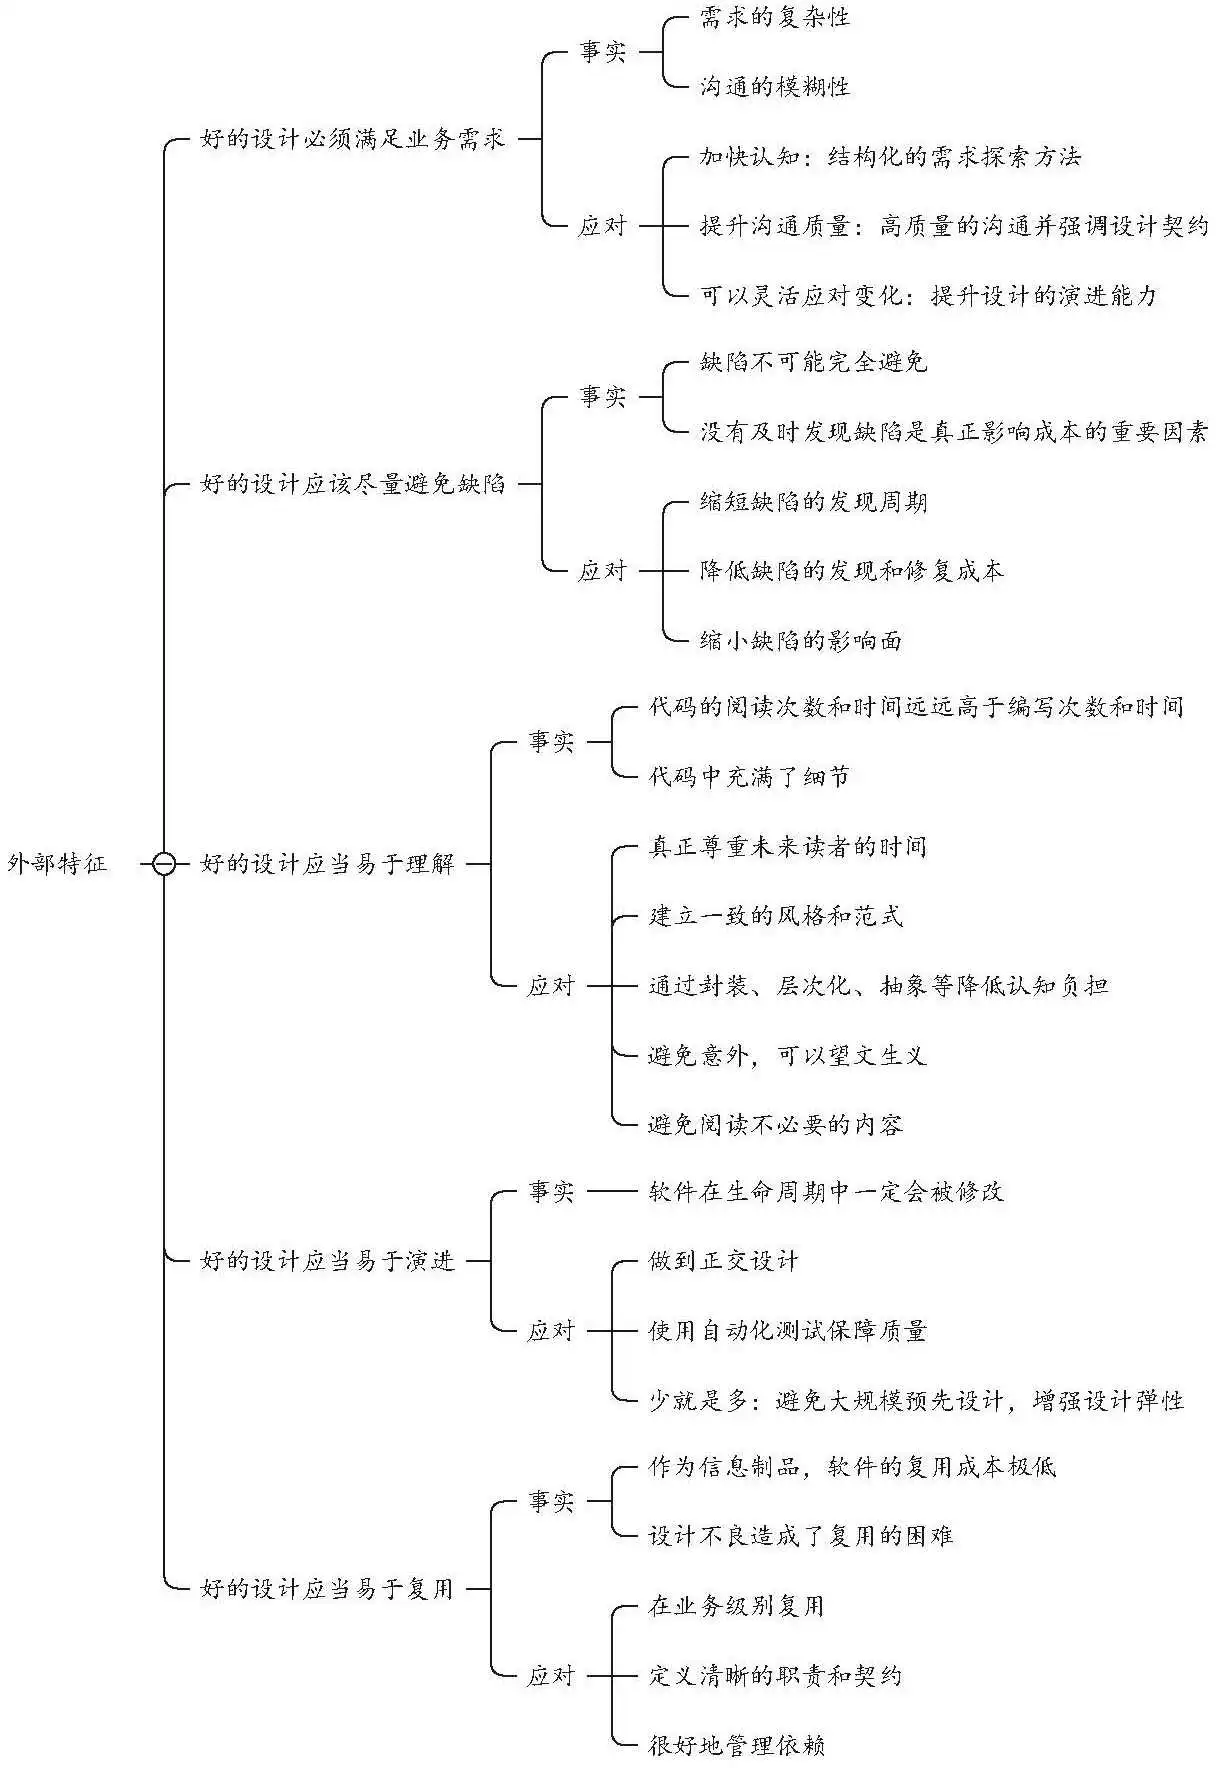 外部特征
好的设计必须满足业务需求
事实
需求的复杂性
沟通的模糊性
应对
加快认知：结构化的需求探索方法
提升沟通质量：高质量的沟通并强调设计契约
可以灵活应对变化：提升设计的演进能力
好的设计应该尽量避免缺陷
事实
缺陷不可能完全避免
没有及时发现缺陷是真正影响成本的重要因素
应对
缩短缺陷的发现周期
降低缺陷的发现和修复成本
缩小缺陷的影响面
好的设计应当易于理解
事实
代码的阅读次数和时间远远高于编写次数和时间
代码中充满了细节
应对
真正尊重未来读者的时间
建立一致的风格和范式
通过封装、层次化、抽象等降低认知负担
避免意外，可以望文生义
避免阅读不必要的内容
好的设计应当易于演进
事实
软件在生命周期中一定会被修改
应对
做到正交设计
使用自动化测试保障质量
少就是多：避免大规模预先设计，增强设计弹性
好的设计应当易于复用
事实
作为信息制品，软件的复用成本极低
设计不良造成了复用的困难
应对
在业务级别复用
定义清晰的职责和契约
很好地管理依赖